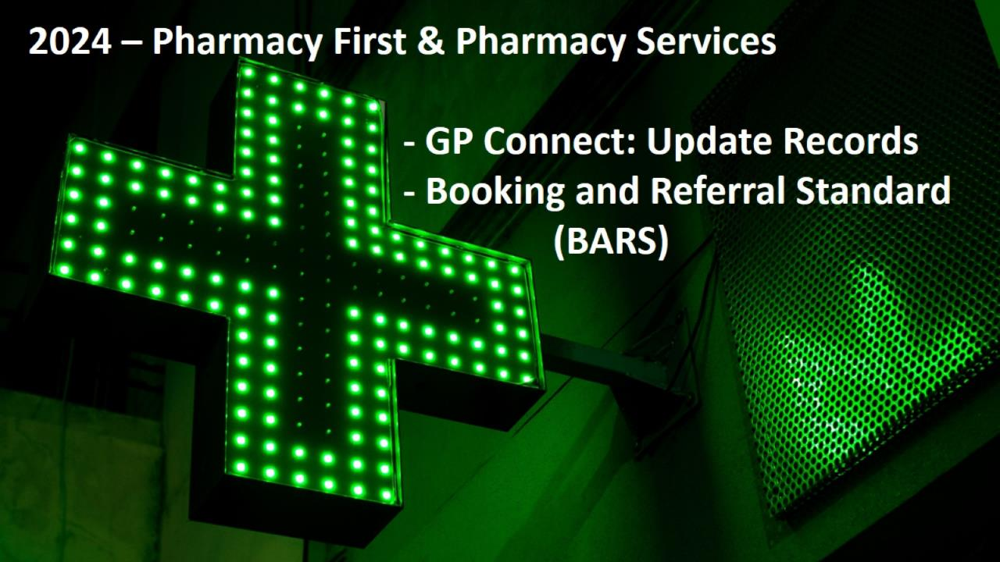 2024 – Pharmacy First & Pharmacy Services
- GP Connect: Update Records
- Booking and Referral Standard
(BARS)